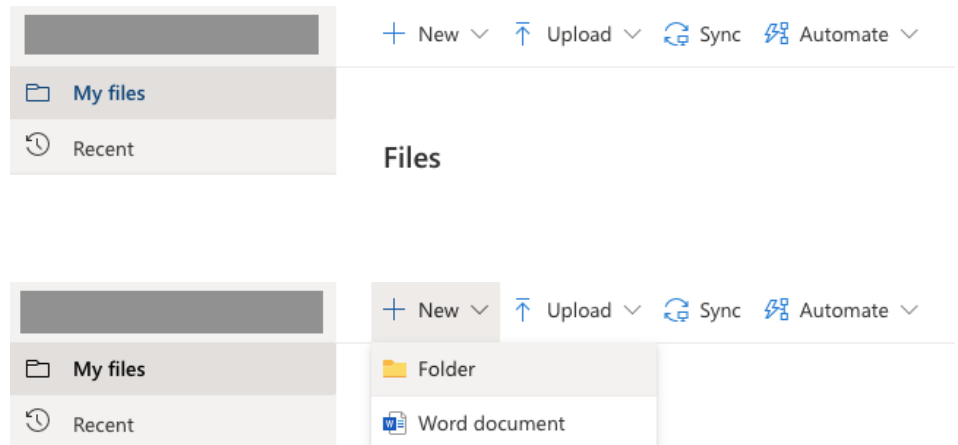 New Upload Sync Automate
My files
Recent
Files
New Upload Sync Automate
My files
Folder
Recent
Word document